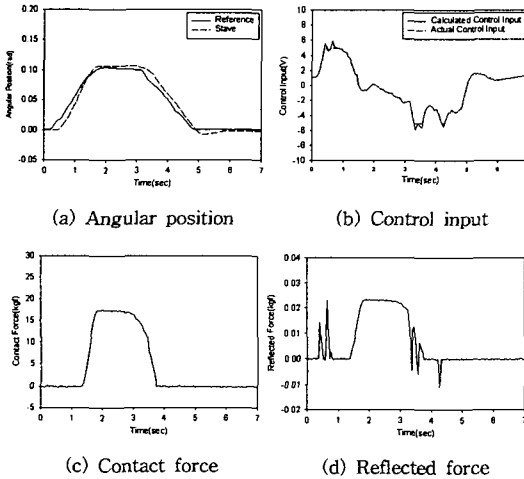 Reference
Slave
Angular Position(rad)
0.20
0.15
0.10
0.05
0.00
-0.05
0 1 2 3 4 5 6 7
Time(sec)
(a) Angular position
Calculated Control Input
Actual Control Input
Control Input(V)
10
8
6
4
2
0
-2
-4
-6
-8
-10
0 1 2 3 4 5 6 7
Time(sec)
(b) Control input
Contact Force(kgf)
30
25
20
15
10
5
0
-5
0 1 2 3 4 5 6 7
Time(sec)
(c) Contact force
Reflected Force(kgf)
0.04
0.03
0.02
0.01
0.00
-0.01
-0.02
0 1 2 3 4 5 6 7
Time(sec)
(d) Reflected force